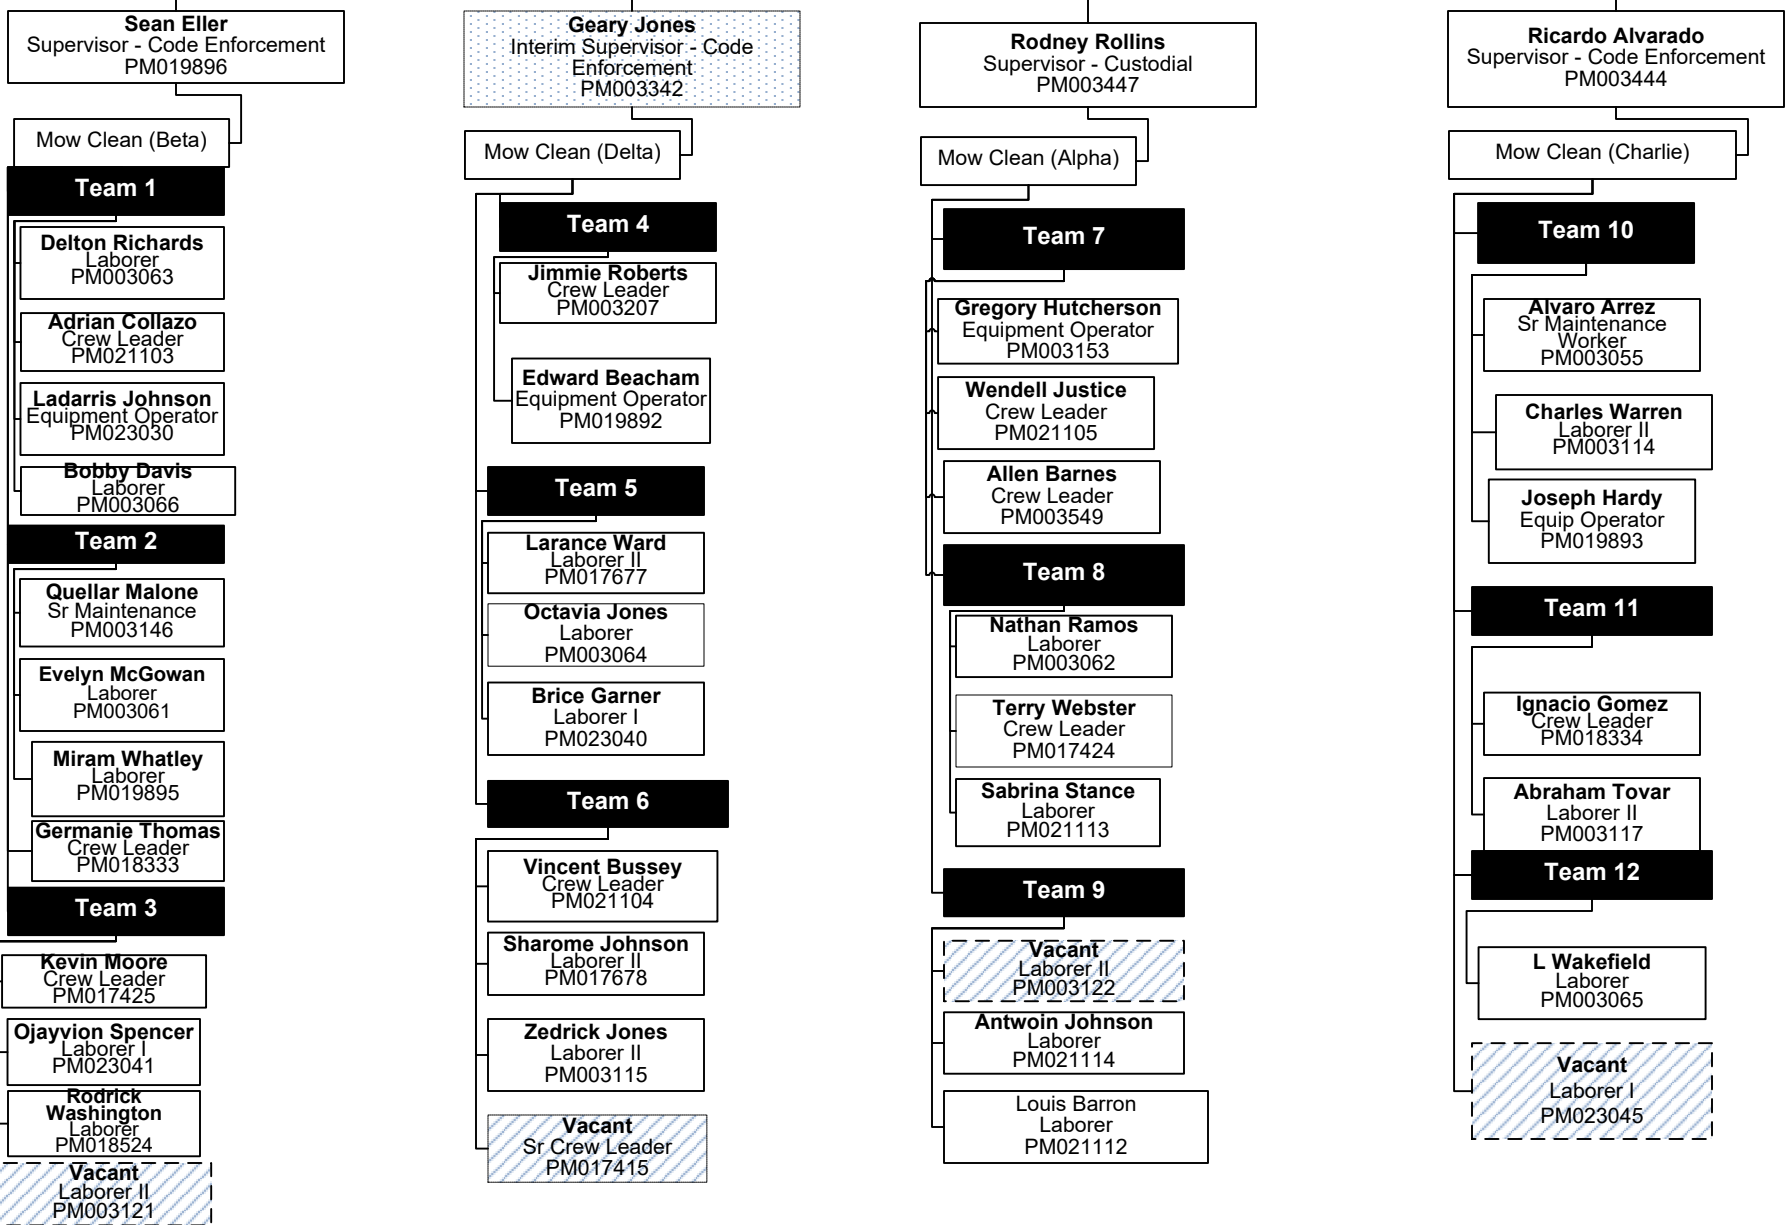 Sean Eller
Supervisor - Code Enforcement
PM019896
Mow Clean (Beta)
Team 1
Delton Richards
Laborer
PM003063
Adrian Collazo
Crew Leader
PM021103
Ladarris Johnson
Equipment Operator
PM023030
Bobby Davis
Laborer
PM003066
Team 2
Quellar Malone
Sr Maintenance
PM003146
Evelyn McGowan
Laborer
PM003061
Miram Whatley
Laborer
PM019895
Germanie Thomas
Crew Leader
PM018333
Team 3
Kevin Moore
Crew Leader
PM017425
Ojayvion Spencer
Laborer I
PM023041
Rodrick
Washington
Laborer
PM018524
Vacant
Laborer II
PM003121
Geary Jones
Interim Supervisor - Code
Enforcement
PM003342
Mow Clean (Delta)
Team 4
Jimmie Roberts
Crew Leader
PM003207
Edward Beacham
Equipment Operator
PM019892
Team 5
Larance Ward
Laborer II
PM017677
Octavia Jones
Laborer
PM003064
Brice Garner
Laborer I
PM023040
Team 6
Vincent Bussey
Crew Leader
PM021104
Sharome Johnson
Laborer II
PM017678
Zedrick Jones
Laborer II
PM003115
Vacant
Sr Crew Leader
PM017415
Rodney Rollins
Supervisor - Custodial
PM003447
Mow Clean (Alpha)
Team 7
Gregory Hutcherson
Equipment Operator
PM003153
Wendell Justice
Crew Leader
PM021105
Allen Barnes
Crew Leader
PM003549
Team 8
Nathan Ramos
Laborer
PM003062
Terry Webster
Crew Leader
PM017424
Sabrina Stance
Laborer
PM021113
Team 9
Vacant
Laborer II
PM003122
Antwoin Johnson
Laborer
PM021114
Louis Barron
Laborer
PM021112
Ricardo Alvarado
Supervisor - Code Enforcement
PM003444
Mow Clean (Charlie)
Team 10
Alvaro Arrez
Sr Maintenance
Worker
PM003055
Charles Warren
Laborer II
PM003114
Joseph Hardy
Equip Operator
PM019893
Team 11
Ignacio Gomez
Crew Leader
PM018334
Abraham Tovar
Laborer II
PM003117
Team 12
L Wakefield
Laborer
PM003065
Vacant
Laborer I
PM023045